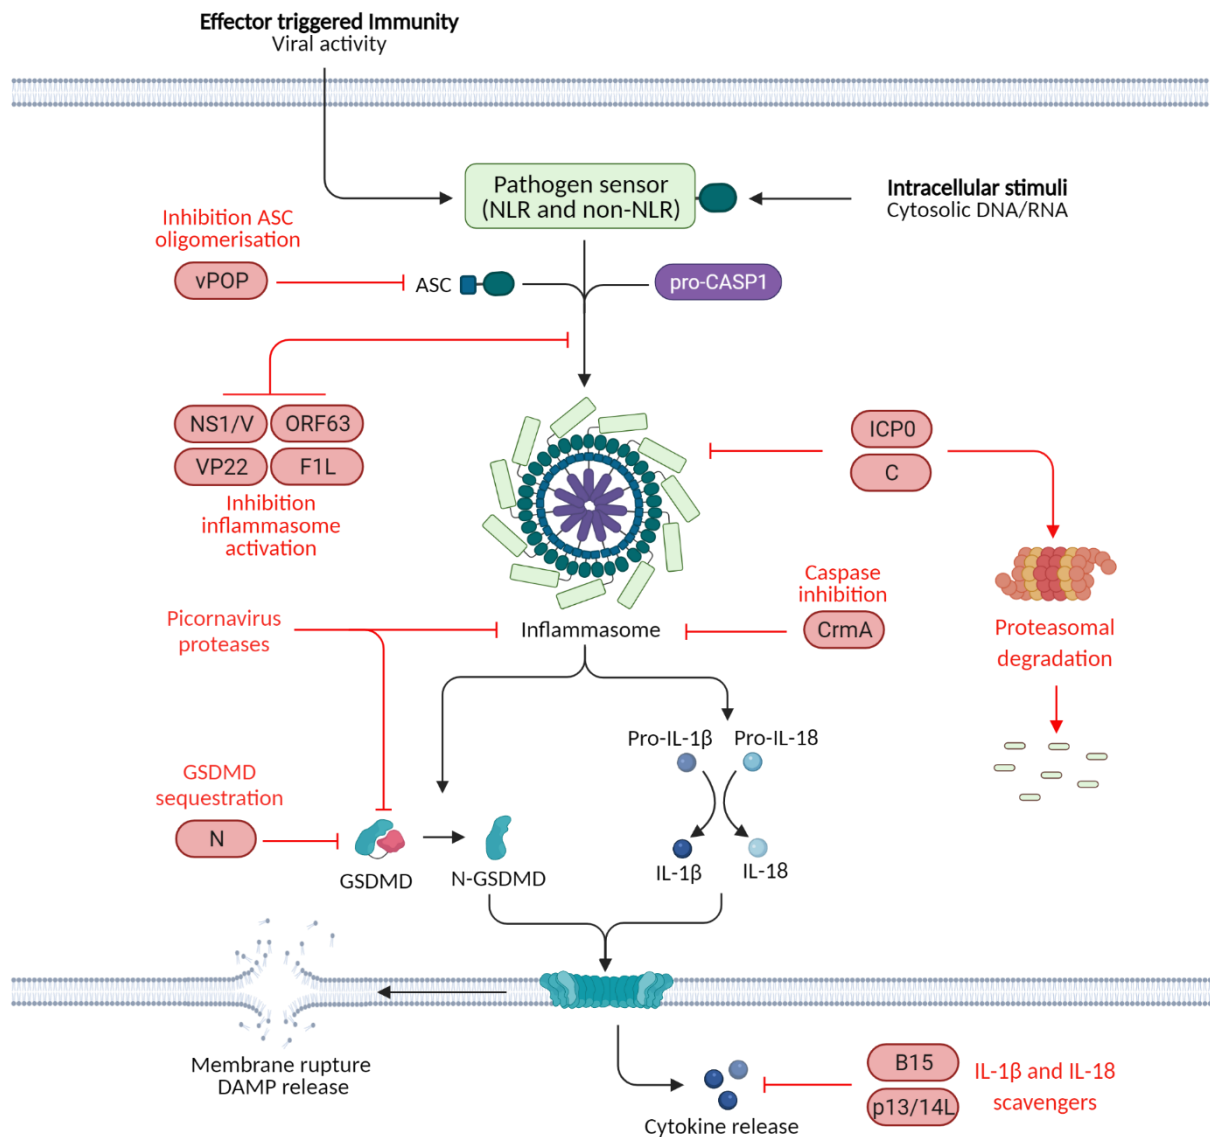 Effector triggered Immunity
Viral activity
Pathogen sensor
(NLR and non-NLR)
Intracellular stimuli
Cytosolic DNA/RNA
Inhibition ASC
oligomerisation
vPOP
ASC
pro-CASP1
NS1/V
ORF63
VP22
F1L
Inhibition
inflammasome
activation
ICP0
C
Caspase
inhibition
CrmA
Picornavirus
proteases
Inflammasome
Proteasomal
degradation
Pro-IL-1β
Pro-IL-18
GSDMD
sequestration
N
GSDMD
N-GSDMD
IL-1β
IL-18
Membrane rupture
DAMP release
Cytokine release
B15
p13/14L
IL-1β and IL-18
scavengers